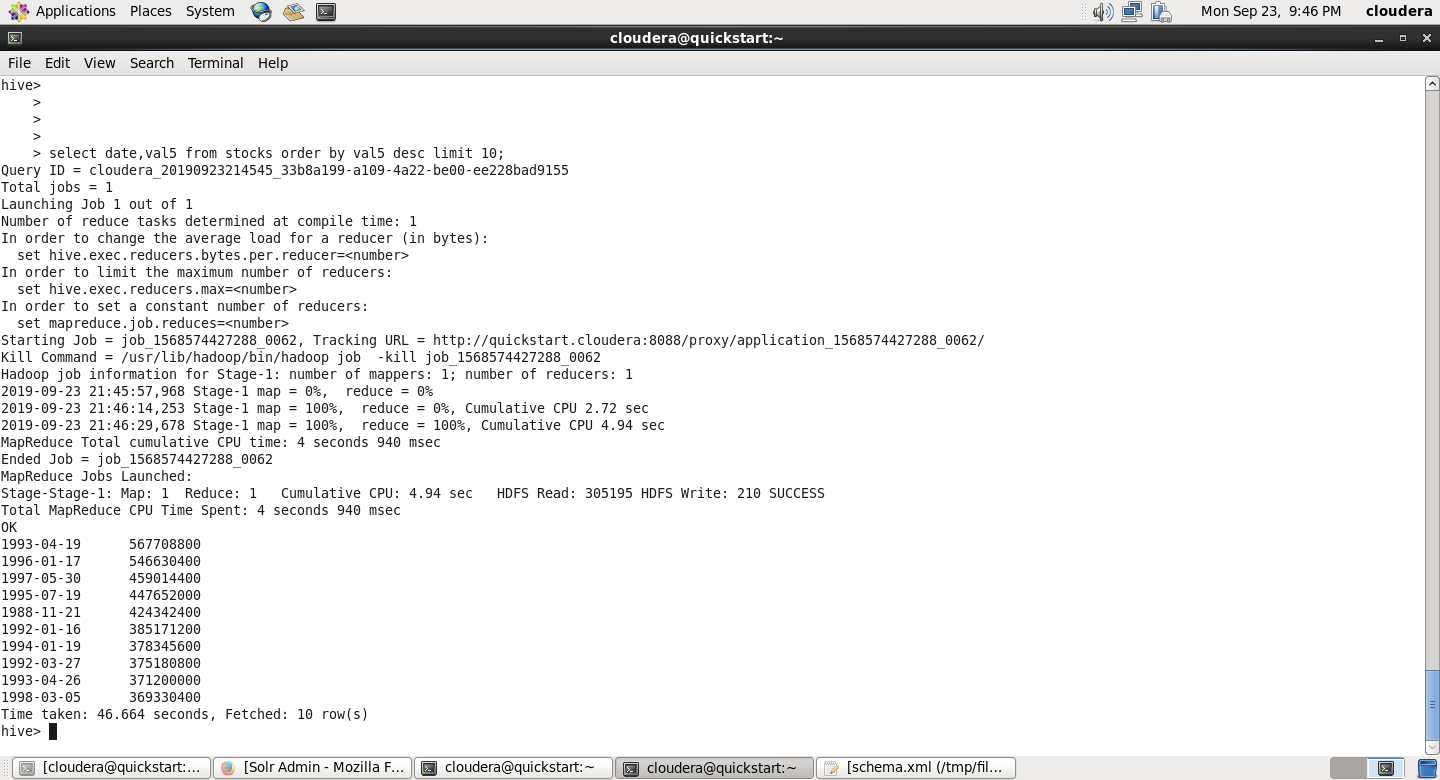 Applications Places System Mon Sep 23, 9:46 PM cloudera
cloudera@quickstart:~
File Edit View Search Terminal Help
hive>
    >
    >
    >
    > select date,val5 from stocks order by val5 desc limit 10;
Query ID = cloudera_20190923214545_33b8a199-a109-4a22-be00-ee228bad9155
Total jobs = 1
Launching Job 1 out of 1
Number of reduce tasks determined at compile time: 1
In order to change the average load for a reducer (in bytes):
  set hive.exec.reducers.bytes.per.reducer=<number>
In order to limit the maximum number of reducers:
  set hive.exec.reducers.max=<number>
In order to set a constant number of reducers:
  set mapreduce.job.reduces=<number>
Starting Job = job_1568574427288_0062, Tracking URL = http://quickstart.cloudera:8088/proxy/application_1568574427288_0062/
Kill Command = /usr/lib/hadoop/bin/hadoop job  -kill job_1568574427288_0062
Hadoop job information for Stage-1: number of mappers: 1; number of reducers: 1
2019-09-23 21:45:57,968 Stage-1 map = 0%,  reduce = 0%
2019-09-23 21:46:14,253 Stage-1 map = 100%,  reduce = 0%, Cumulative CPU 2.72 sec
2019-09-23 21:46:29,678 Stage-1 map = 100%,  reduce = 100%, Cumulative CPU 4.94 sec
MapReduce Total cumulative CPU time: 4 seconds 940 msec
Ended Job = job_1568574427288_0062
MapReduce Jobs Launched:
Stage-Stage-1: Map: 1  Reduce: 1   Cumulative CPU: 4.94 sec   HDFS Read: 305195 HDFS Write: 210 SUCCESS
Total MapReduce CPU Time Spent: 4 seconds 940 msec
OK
1993-04-19      567708800
1996-01-17      546630400
1997-05-30      459014400
1995-07-19      447652000
1988-11-21      424342400
1992-01-16      385171200
1994-01-19      378345600
1992-03-27      375180800
1993-04-26      371200000
1998-03-05      369330400
Time taken: 46.664 seconds, Fetched: 10 row(s)
hive>
[cloudera@quickstart:... [Solr Admin - Mozilla F... cloudera@quickstart:~ cloudera@quickstart:~ [schema.xml (/tmp/fil...